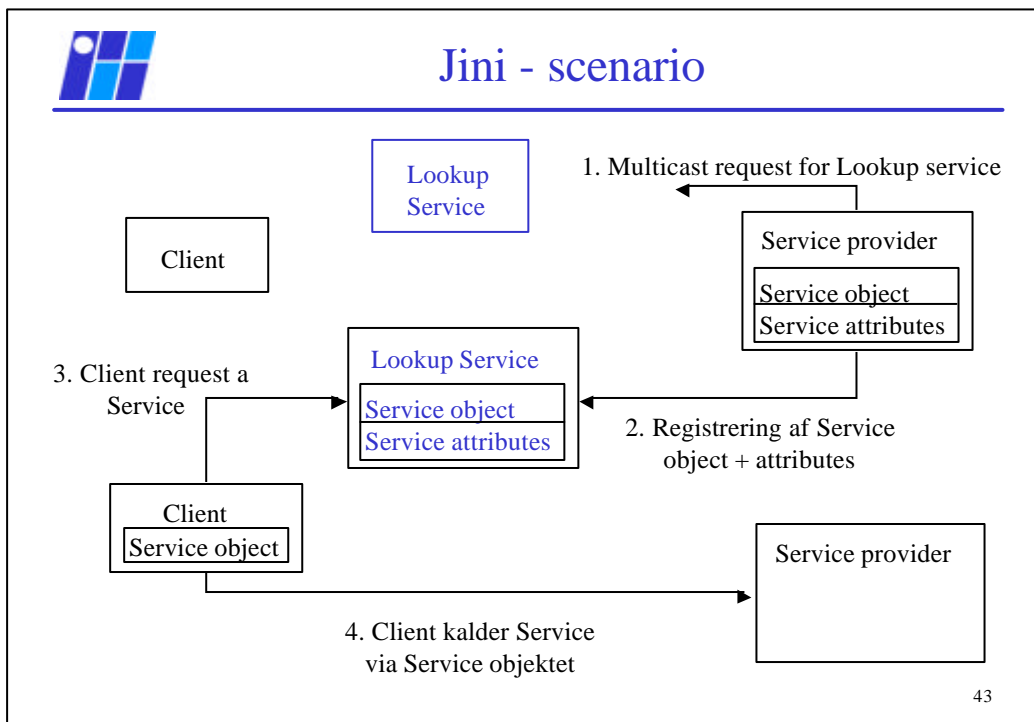 Jini - scenario
Lookup
Service
1. Multicast request for Lookup service
Client
Service provider
Service object
Service attributes
Lookup Service
Service object
Service attributes
3. Client request a
Service
2. Registrering af Service
object + attributes
Client
Service object
Service provider
4. Client kalder Service
via Service objektet
43